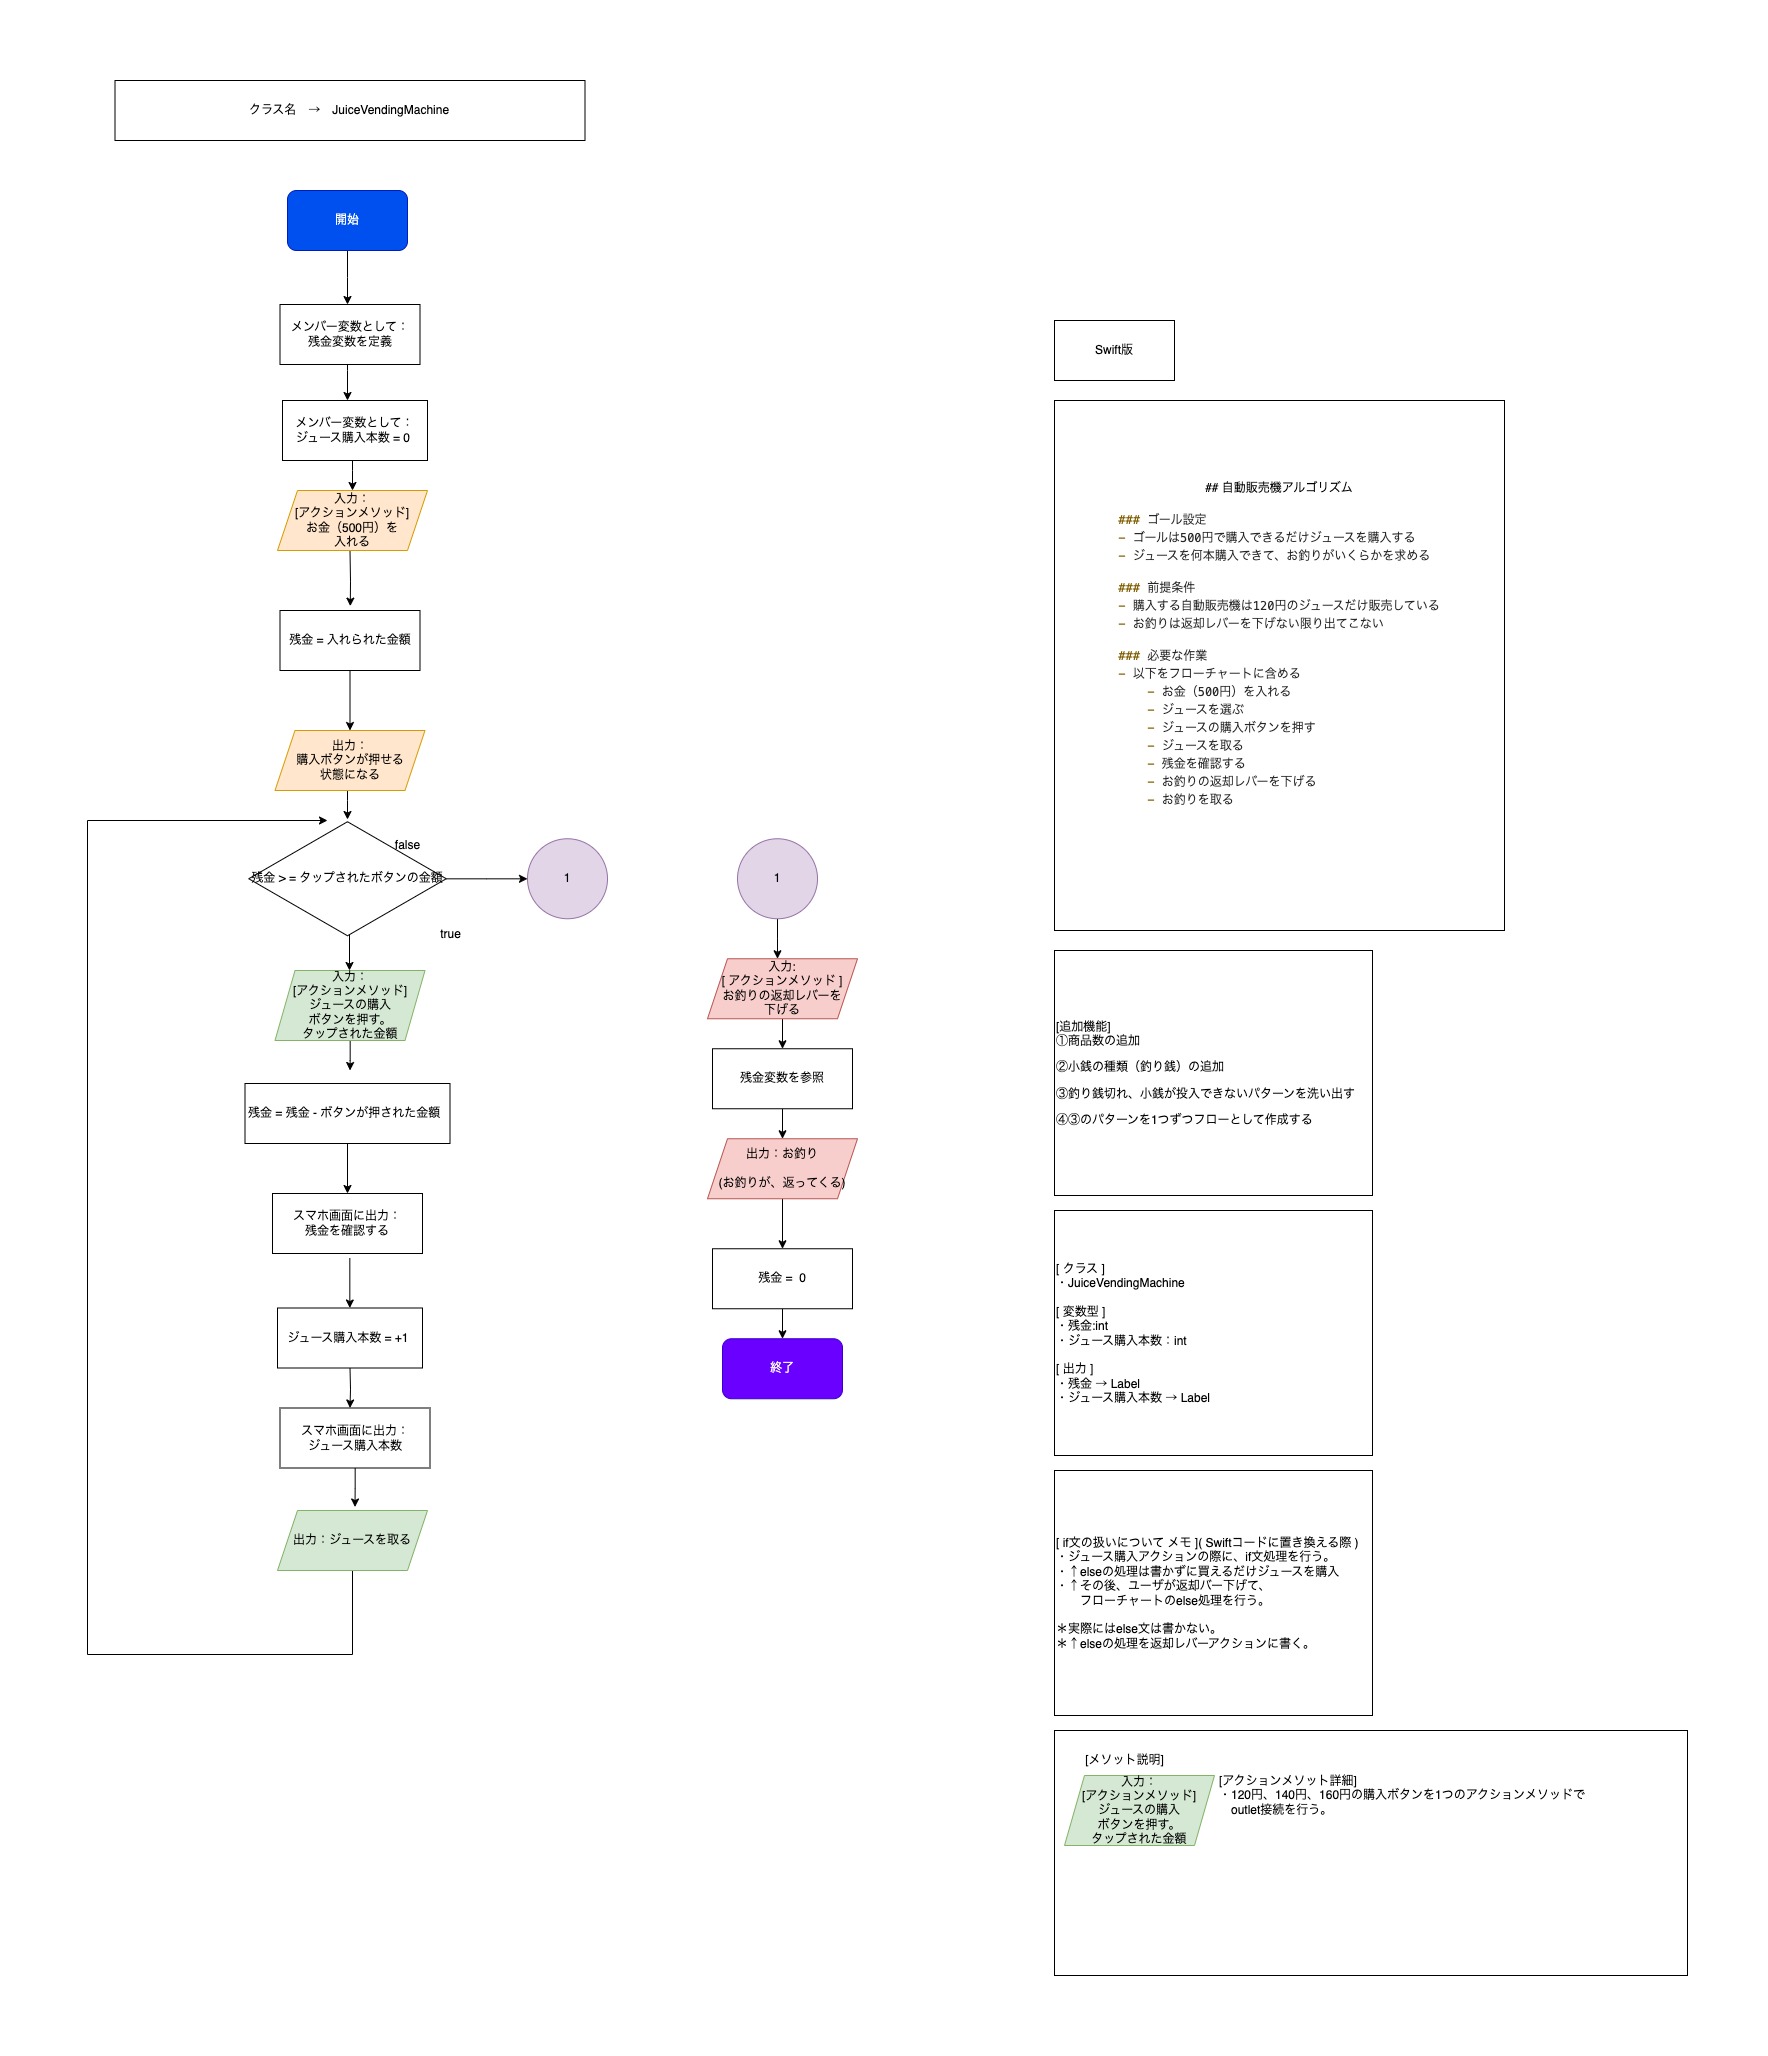 クラス名　→　JuiceVendingMachine
開始
メンバー変数として：
残金変数を定義
メンバー変数として：
ジュース購入本数 = 0
入力：
[アクションメソッド]
お金（500円）を
入れる
残金 = 入れられた金額
出力：
購入ボタンが押せる
状態になる
false
残金 > = タップされたボタンの金額
1
true
入力：
[アクションメソッド]
ジュースの購入
ボタンを押す。
タップされた金額
残金 = 残金 - ボタンが押された金額
スマホ画面に出力：
残金を確認する
ジュース購入本数 = +1
スマホ画面に出力：
ジュース購入本数
出力：ジュースを取る
1
入力:
[ アクションメソッド ]
お釣りの返却レバーを
下げる
残金変数を参照
出力：お釣り
(お釣りが、返ってくる)
残金 =  0
終了
Swift版
## 自動販売機アルゴリズム
### ゴール設定
- ゴールは500円で購入できるだけジュースを購入する
- ジュースを何本購入できて、お釣りがいくらかを求める
### 前提条件
- 購入する自動販売機は120円のジュースだけ販売している
- お釣りは返却レバーを下げない限り出てこない
### 必要な作業
- 以下をフローチャートに含める
- お金（500円）を入れる
- ジュースを選ぶ
- ジュースの購入ボタンを押す
- ジュースを取る
- 残金を確認する
- お釣りの返却レバーを下げる
- お釣りを取る
[追加機能]
①商品数の追加
②小銭の種類（釣り銭）の追加
③釣り銭切れ、小銭が投入できないパターンを洗い出す
④③のパターンを1つずつフローとして作成する
[ クラス ]
・JuiceVendingMachine
[ 変数型 ]
・残金:int
・ジュース購入本数：int
[ 出力 ]
・残金 → Label
・ジュース購入本数 → Label
[ if文の扱いについて メモ ]( Swiftコードに置き換える際 )
・ジュース購入アクションの際に、if文処理を行う。
・↑elseの処理は書かずに買えるだけジュースを購入
・↑その後、ユーザが返却バー下げて、
フローチャートのelse処理を行う。
＊実際にはelse文は書かない。
＊↑elseの処理を返却レバーアクションに書く。
[メソット説明]
入力：
[アクションメソッド]
ジュースの購入
ボタンを押す。
タップされた金額
[アクションメソット詳細]
・120円、140円、160円の購入ボタンを1つのアクションメソッドで
outlet接続を行う。